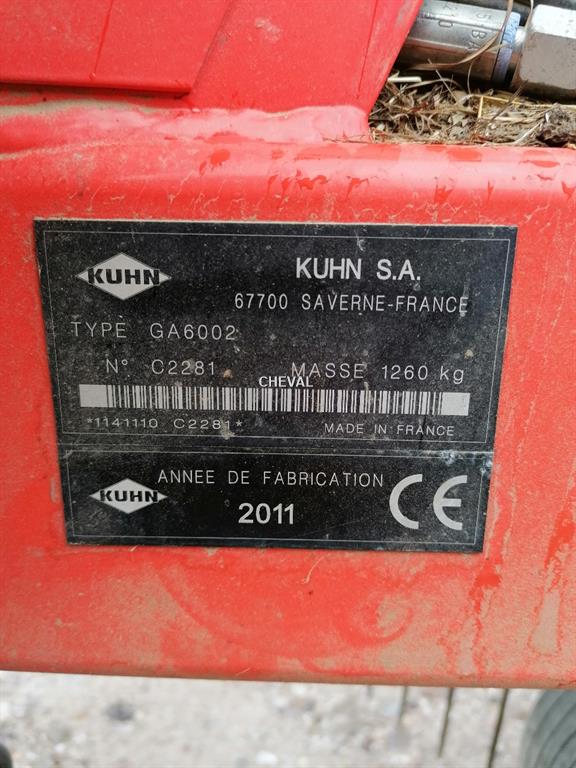 KUHN
KUHN S.A.
67700 SAVERNE-FRANCE
TYPE GA6002
N° C2281 MASSE 1260 kg
CHEVAL
*1141110 C2281* MADE IN FRANCE
KUHN
ANNEE DE FABRICATION
2011
CE